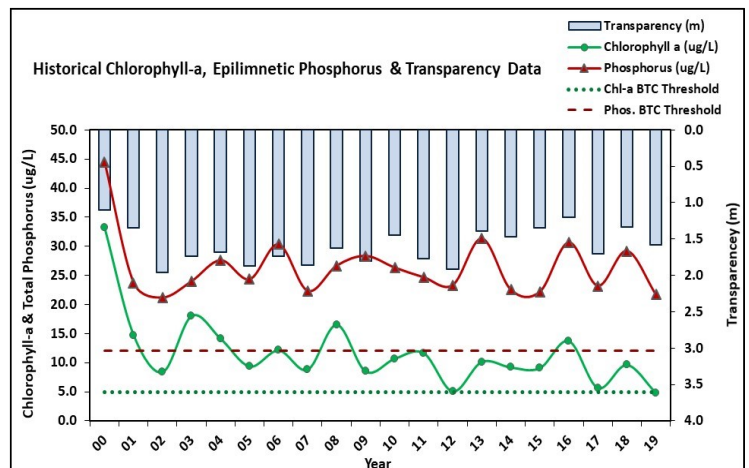 Historical Chlorophyll-a, Epilimnetic Phosphorus & Transparency Data
Transparency (m)
Chlorophyll a (ug/L)
Phosphorus (ug/L)
Chl-a BTC Threshold
Phos. BTC Threshold
Chlorophyll-a & Total Phosphorus (ug/L)
50.0
45.0
40.0
35.0
30.0
25.0
20.0
15.0
10.0
5.0
0.0
0.0
0.5
1.0
1.5
2.0
2.5
3.0
3.5
4.0
Transparencey (m)
00 01 02 03 04 05 06 07 08 09 10 11 12 13 14 15 16 17 18 19
Year